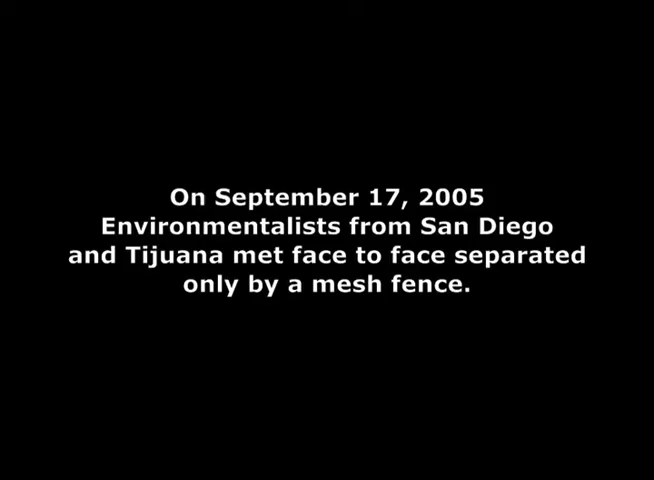 On September 17, 2005
Environmentalists from San Diego
and Tijuana met face to face separated
only by a mesh fence.